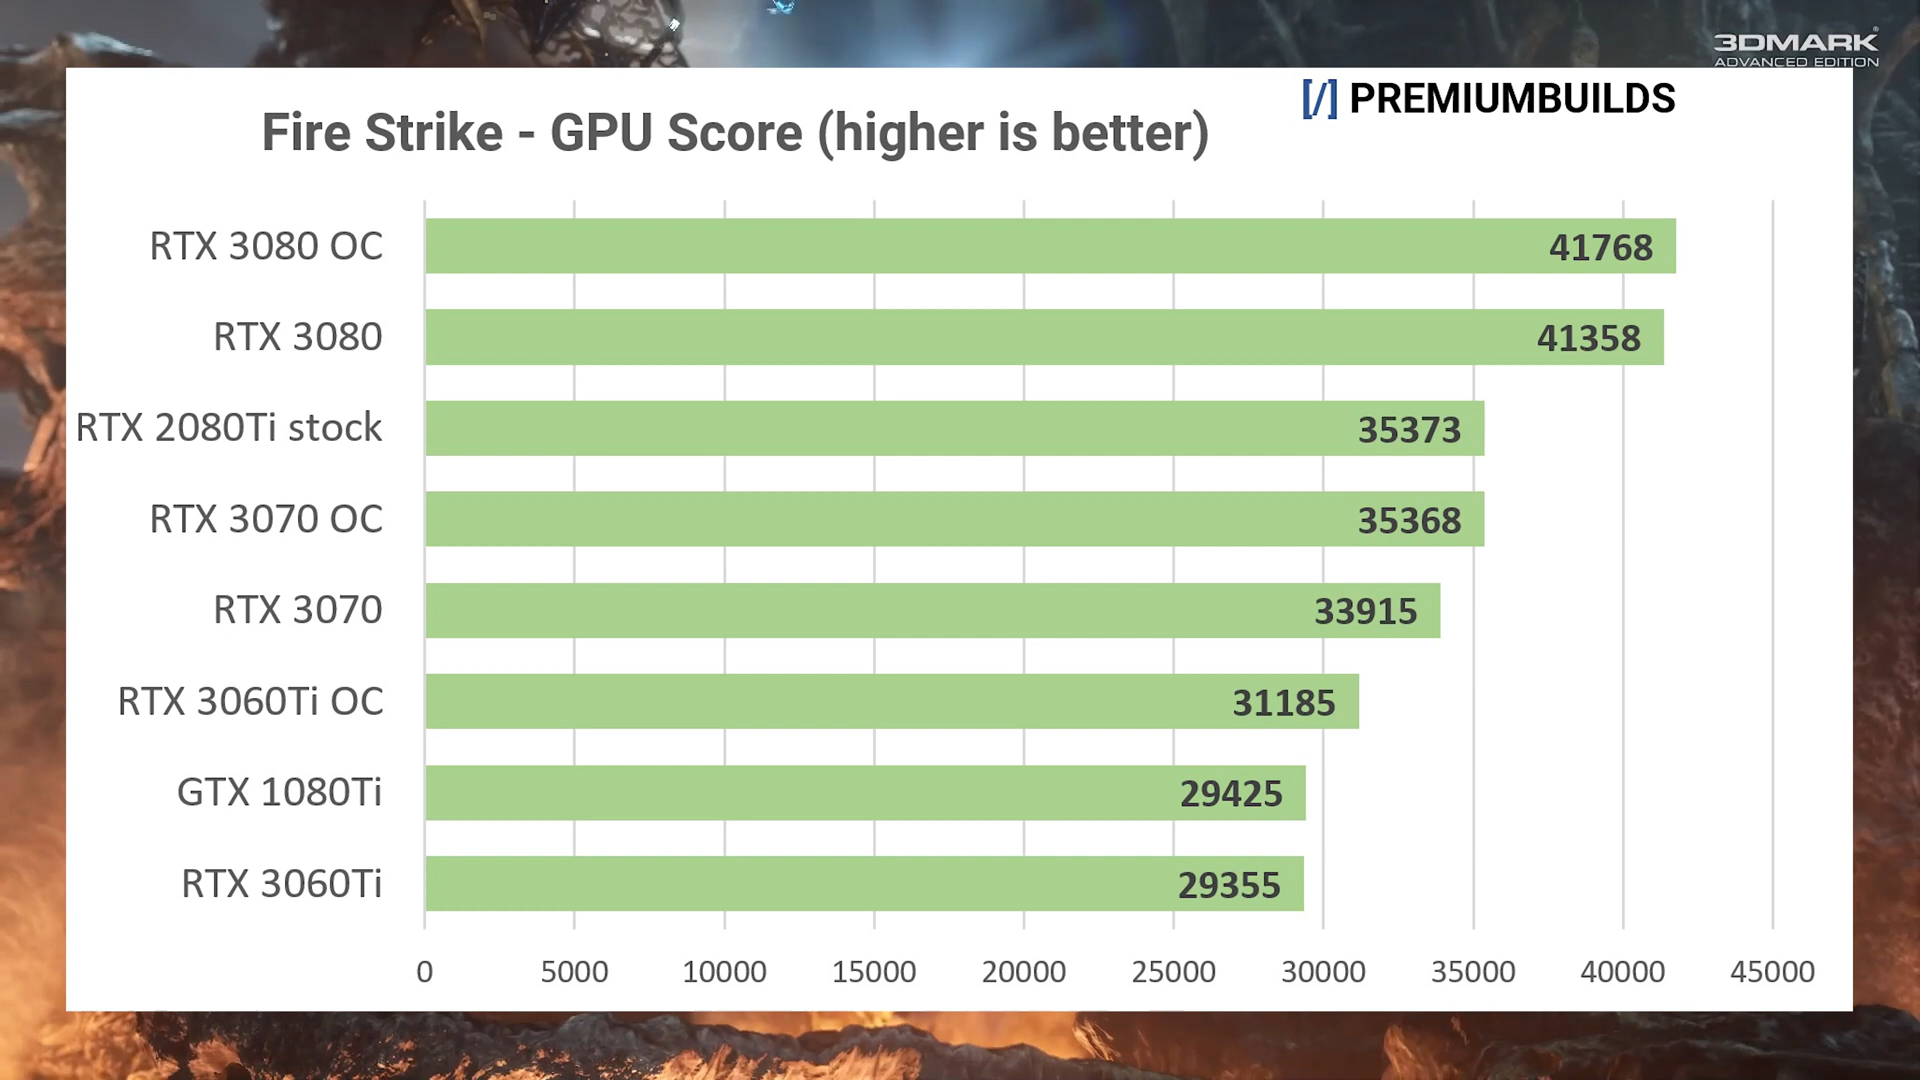 3DMARK
ADVANCED EDITION
[/] PREMIUMBUILDS
Fire Strike - GPU Score (higher is better)
RTX 3080 OC 41768
RTX 3080 41358
RTX 2080Ti stock 35373
RTX 3070 OC 35368
RTX 3070 33915
RTX 3060Ti OC 31185
GTX 1080Ti 29425
RTX 3060Ti 29355
0 5000 10000 15000 20000 25000 30000 35000 40000 45000